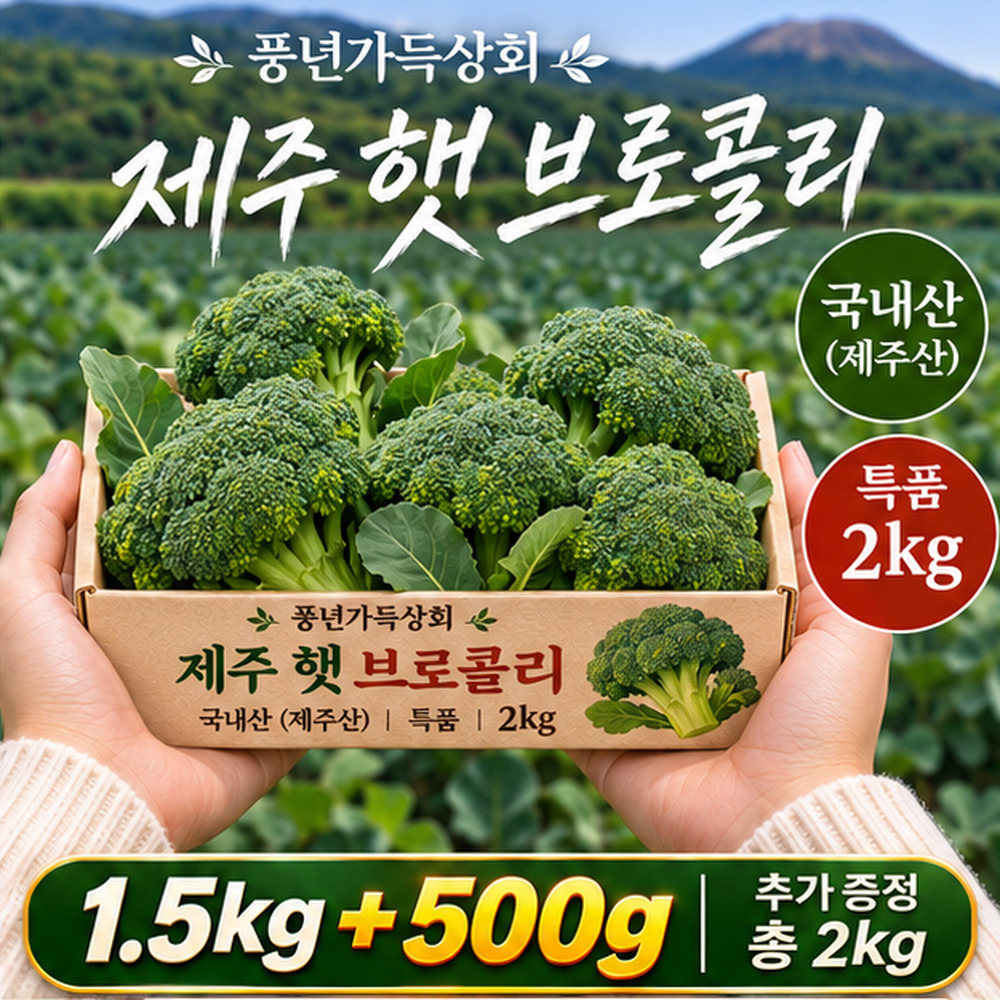 풍년가득상회
제주 햇 브로콜리
국내산
(제주산)
특품
2kg
풍년가득상회
제주 햇 브로콜리
국내산 (제주산) | 특품 | 2kg
1.5kg + 500g
추가 증정
총 2kg